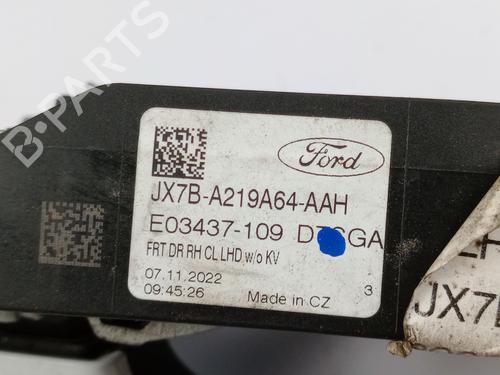 B-PARTS
Ford
JX7B-A219A64-AAH
E03437-109
FRT DR RH CL LHD w/o KV
07.11.2022
09:45:26
Made in CZ
3
JX7